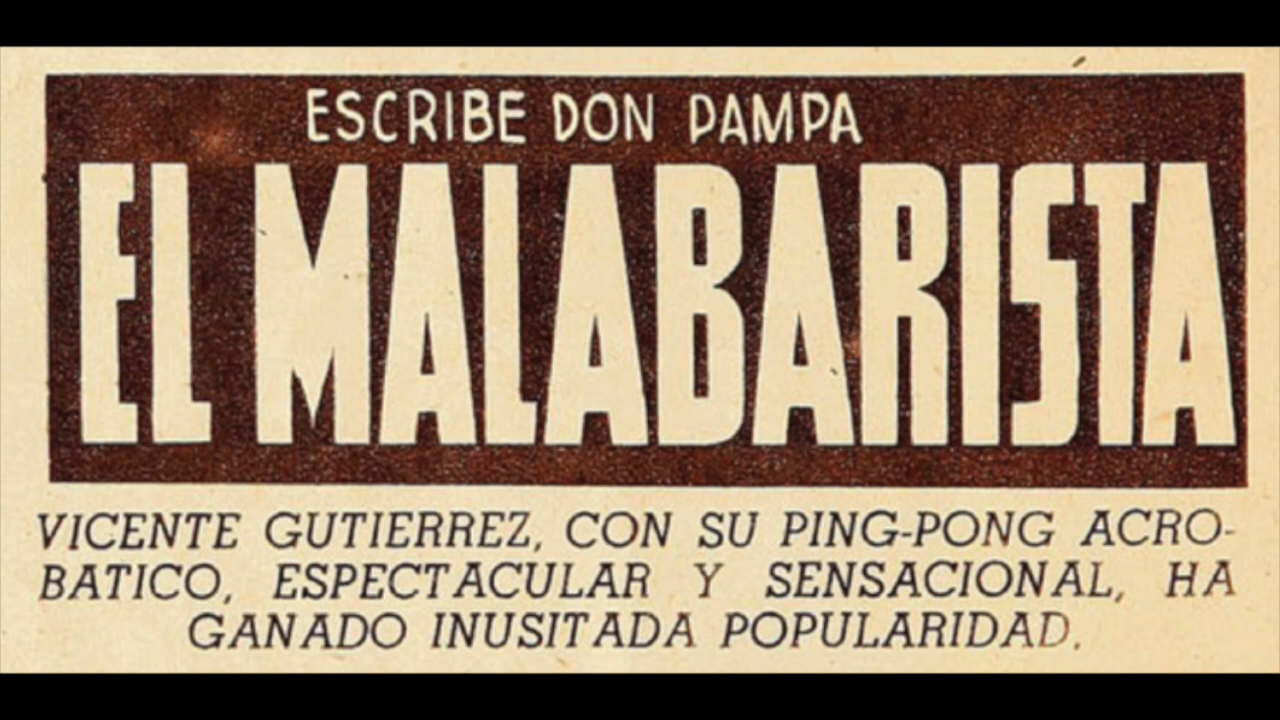 ESCRIBE DON PAMPA
EL MALABARISTA
VICENTE GUTIERREZ, CON SU PING-PONG ACRO-
BATICO, ESPECTACULAR Y SENSACIONAL, HA
GANADO INUSITADA POPULARIDAD.